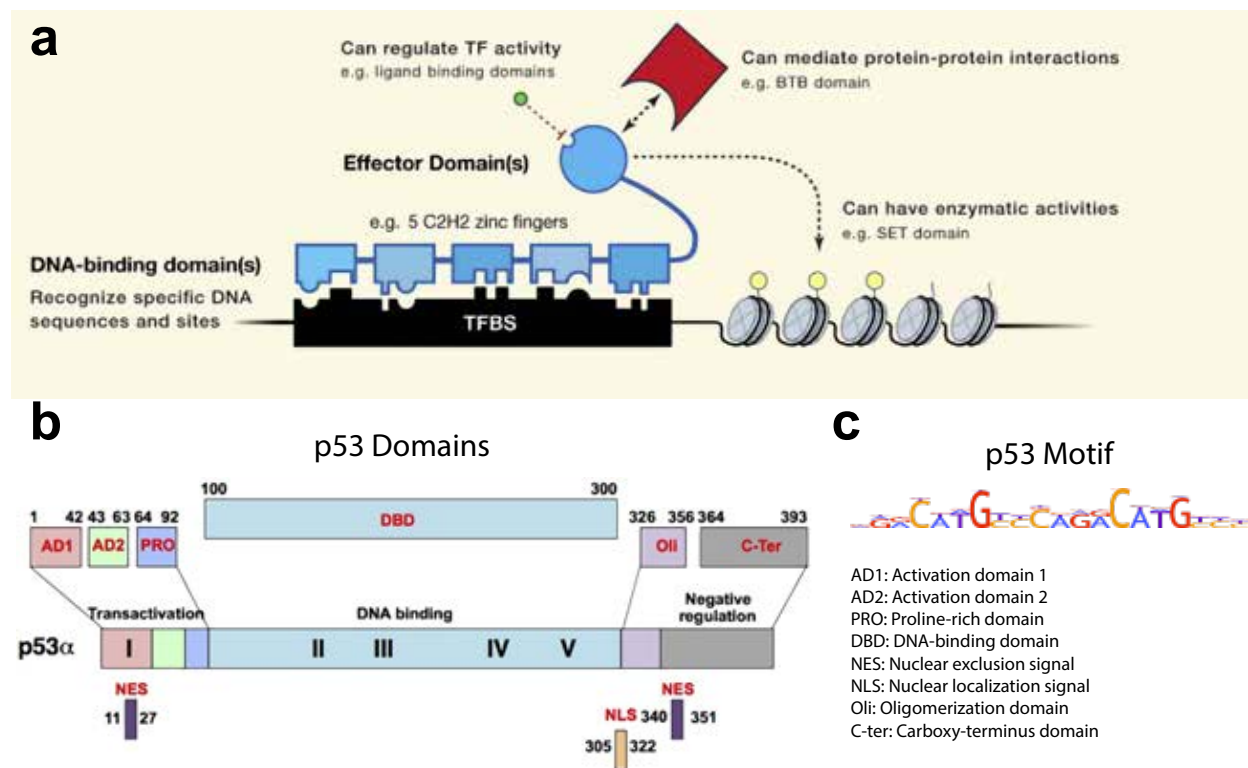 a
Can regulate TF activity
e.g. ligand binding domains
Can mediate protein-protein interactions
e.g. BTB domain
Effector Domain(s)
e.g. 5 C2H2 zinc fingers
Can have enzymatic activities
e.g. SET domain
DNA-binding domain(s)
Recognize specific DNA
sequences and sites
TFBS
b
p53 Domains
100 300
1 42 43 63 64 92 326 356 364 393
AD1 AD2 PRO DBD Oli C-Ter
Transactivation DNA binding Negative
regulation
p53α I II III IV V
NES NES
11 27 NLS 340 351
305 322
c
p53 Motif
AD1: Activation domain 1
AD2: Activation domain 2
PRO: Proline-rich domain
DBD: DNA-binding domain
NES: Nuclear exclusion signal
NLS: Nuclear localization signal
Oli: Oligomerization domain
C-ter: Carboxy-terminus domain